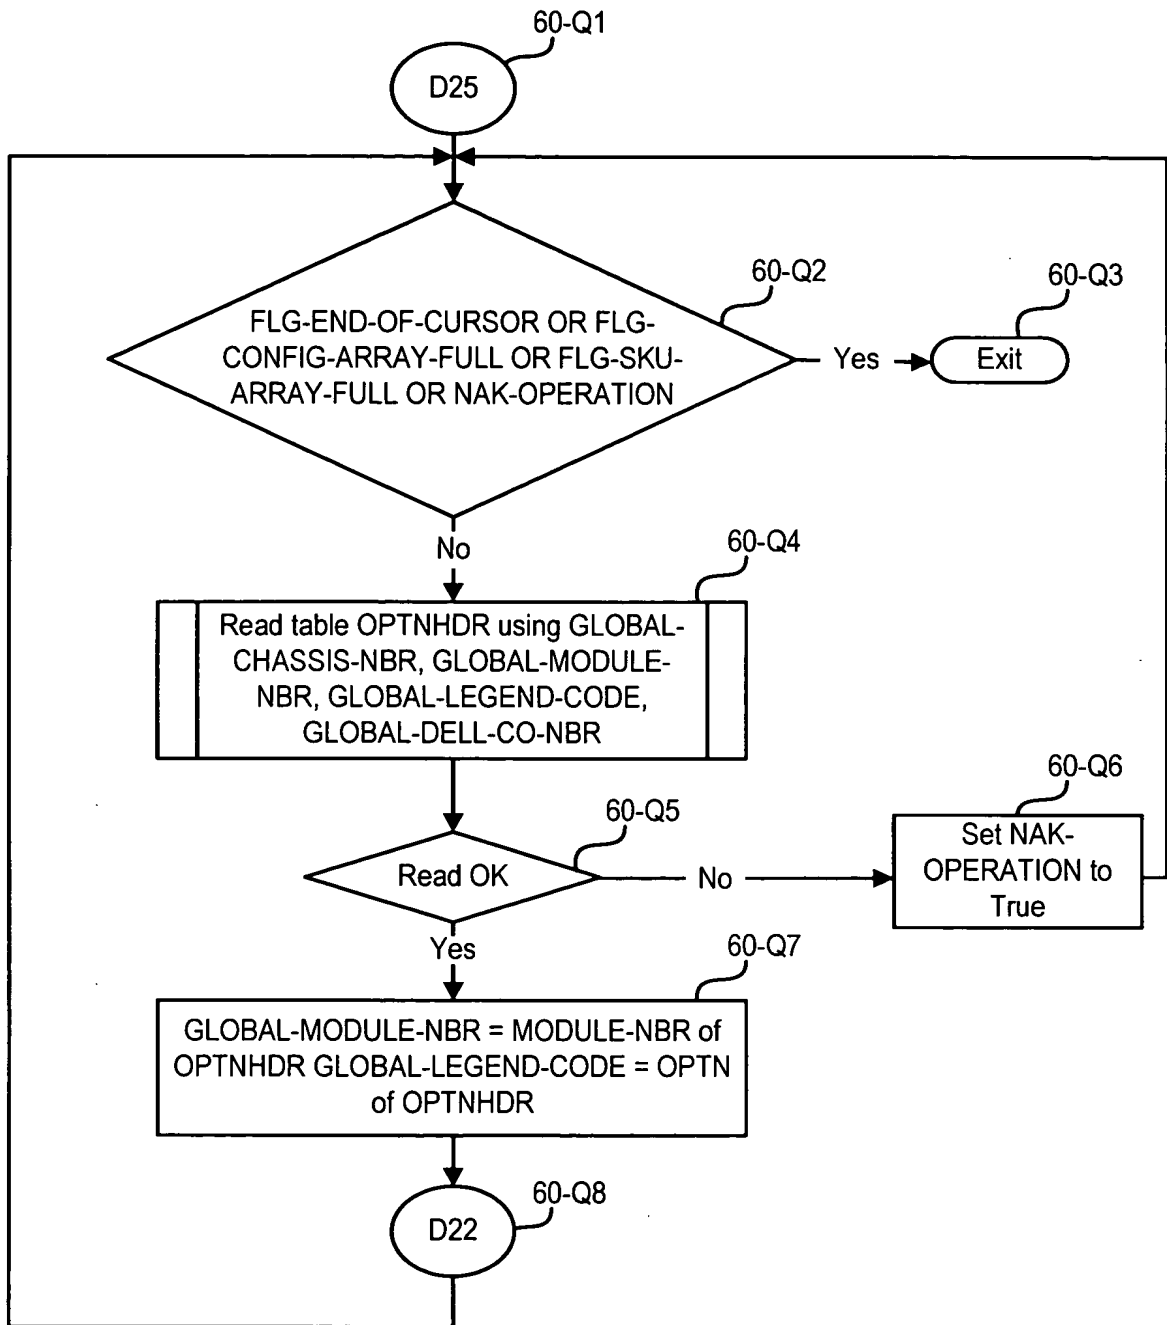 60-Q1
D25
60-Q2
60-Q3
FLG-END-OF-CURSOR OR FLG-
CONFIG-ARRAY-FULL OR FLG-SKU-
ARRAY-FULL OR NAK-OPERATION
Yes
Exit
No
60-Q4
Read table OPTNHDR using GLOBAL-
CHASSIS-NBR, GLOBAL-MODULE-
NBR, GLOBAL-LEGEND-CODE,
GLOBAL-DELL-CO-NBR
60-Q5
60-Q6
Read OK
No
Set NAK-
OPERATION to
True
Yes
60-Q7
GLOBAL-MODULE-NBR = MODULE-NBR of
OPTNHDR GLOBAL-LEGEND-CODE = OPTN
of OPTNHDR
60-Q8
D22